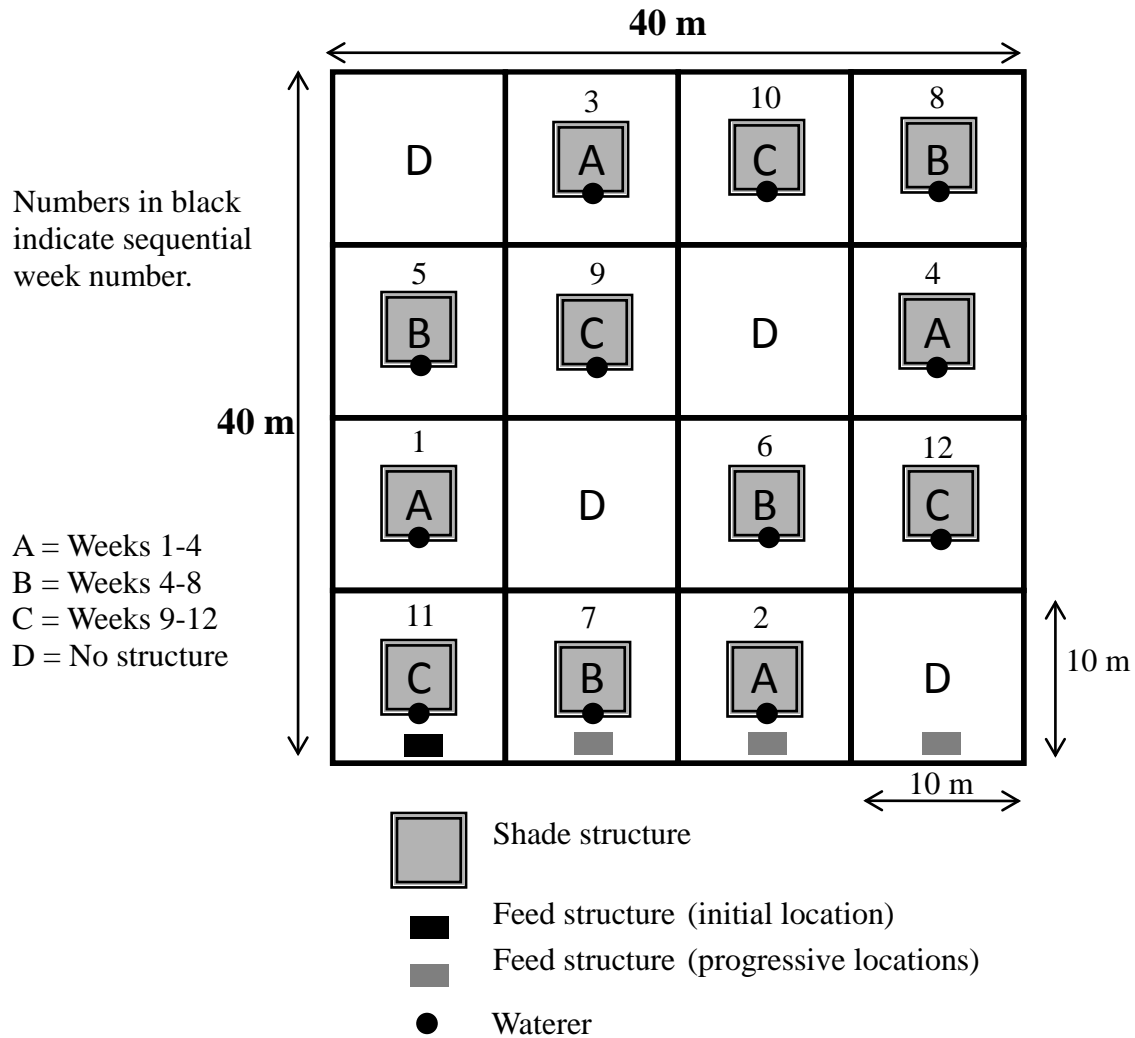 40 m
3 10 8
D A C B
Numbers in black
indicate sequential
week number.
5 9 4
B C D A
40 m
1 6 12
A D B C
A = Weeks 1-4
B = Weeks 4-8
C = Weeks 9-12
D = No structure
11 7 2
C B A D
10 m
10 m
Shade structure
Feed structure (initial location)
Feed structure (progressive locations)
Waterer